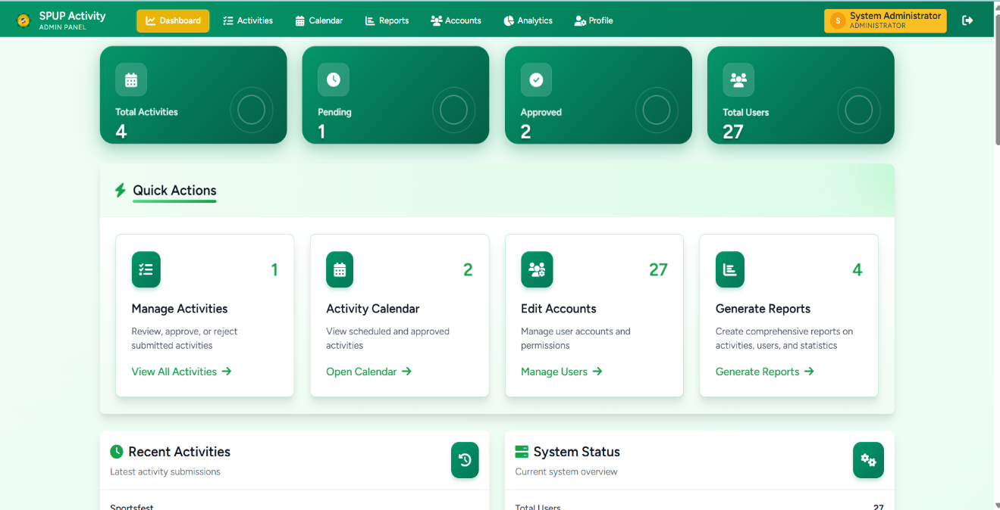 SPUP Activity
ADMIN PANEL
Dashboard
Activities
Calendar
Reports
Accounts
Analytics
Profile
S
System Administrator
ADMINISTRATOR
Total Activities
4
Pending
1
Approved
2
Total Users
27
Quick Actions
1
Manage Activities
Review, approve, or reject
submitted activities
View All Activities →
2
Activity Calendar
View scheduled and approved
activities
Open Calendar →
27
Edit Accounts
Manage user accounts and
permissions
Manage Users →
4
Generate Reports
Create comprehensive reports on
activities, users, and statistics
Generate Reports →
Recent Activities
Latest activity submissions
Sportsfest
System Status
Current system overview
Total Users
27